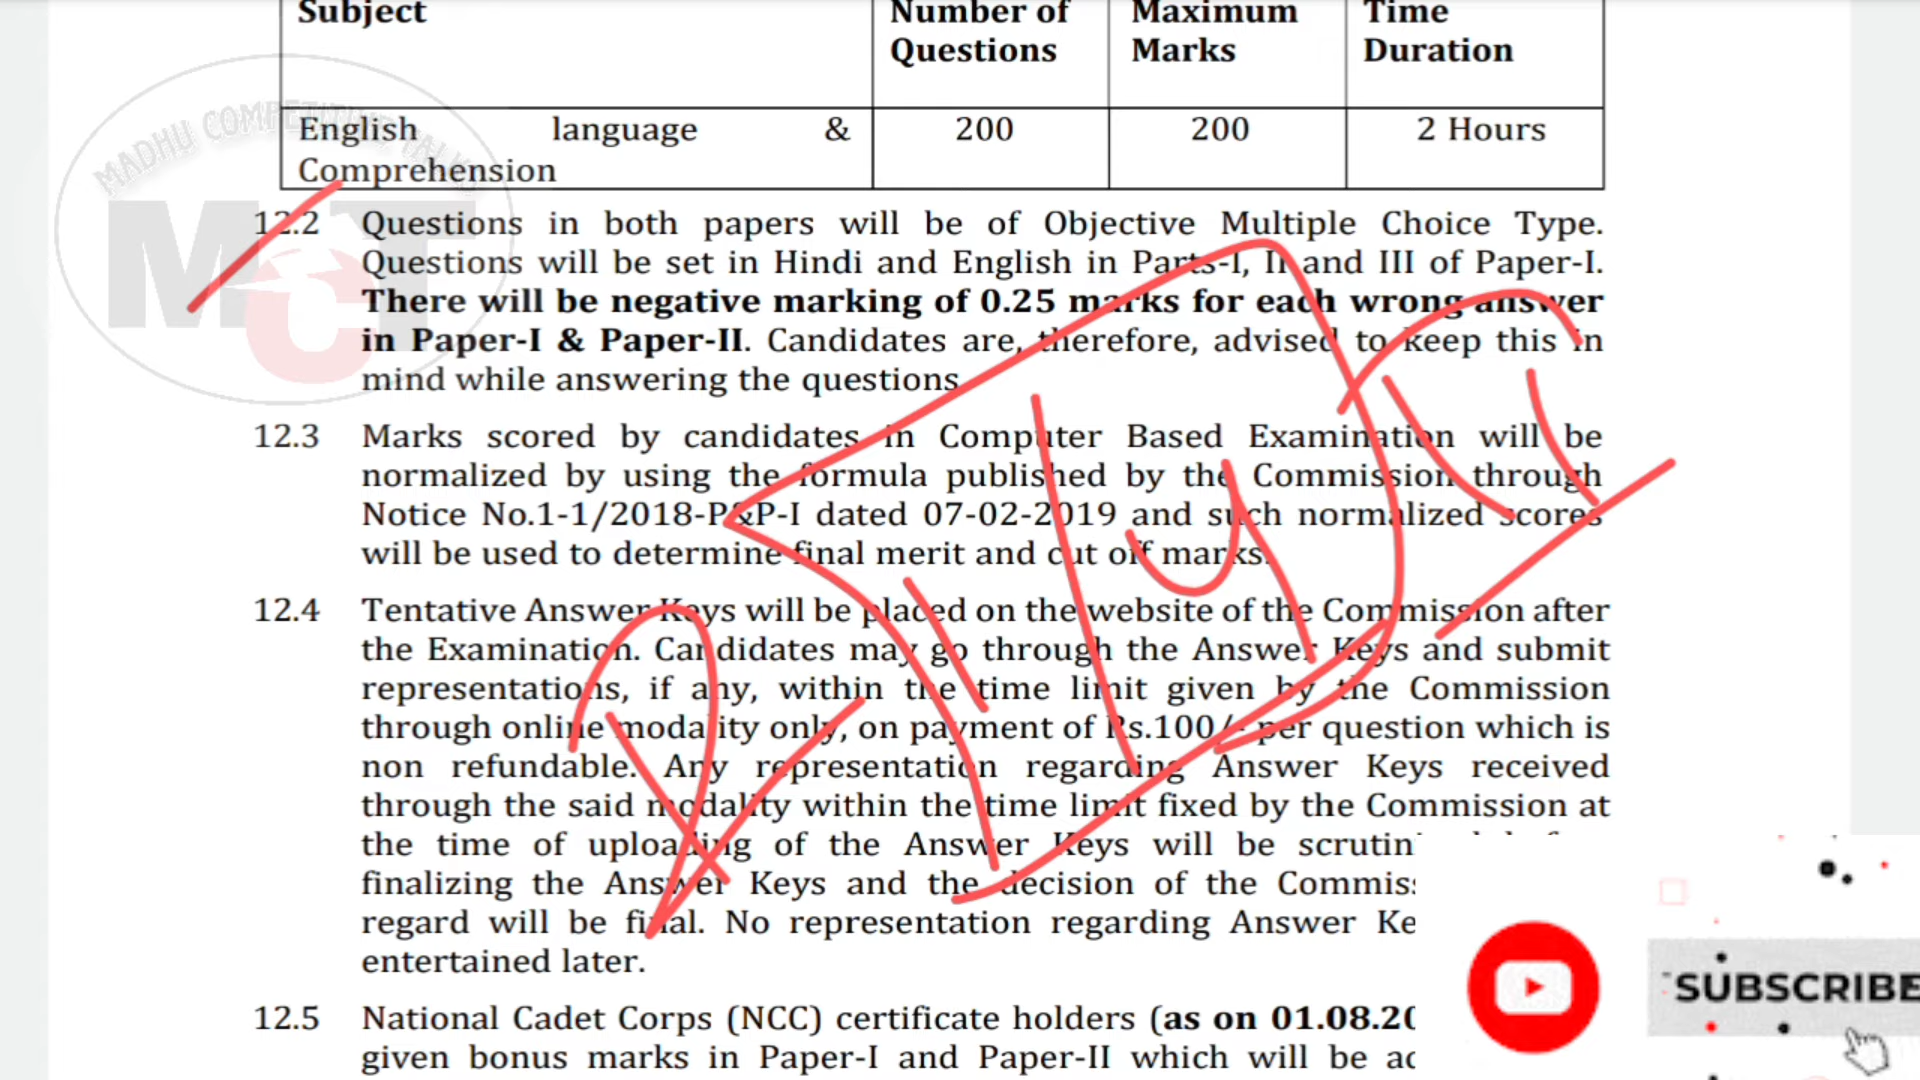 Subject Number of Maximum Time
Questions Marks Duration
English language & 200 200 2 Hours
Comprehension
MADHU COMPETITIVE TALKS
MCT
12.2 Questions in both papers will be of Objective Multiple Choice Type.
Questions will be set in Hindi and English in Parts-I, II and III of Paper-I.
There will be negative marking of 0.25 marks for each wrong answer
in Paper-I & Paper-II. Candidates are, therefore, advised to keep this in
mind while answering the questions.
12.3 Marks scored by candidates in Computer Based Examination will be
normalized by using the formula published by the Commission through
Notice No.1-1/2018-P&P-I dated 07-02-2019 and such normalized scores
will be used to determine final merit and cut off marks.
12.4 Tentative Answer Keys will be placed on the website of the Commission after
the Examination. Candidates may go through the Answer Keys and submit
representations, if any, within the time limit given by the Commission
through online modality only, on payment of Rs.100/- per question which is
non refundable. Any representation regarding Answer Keys received
through the said modality within the time limit fixed by the Commission at
the time of uploading of the Answer Keys will be scrutin
finalizing the Answer Keys and the decision of the Commis
regard will be final. No representation regarding Answer Ke
entertained later.
SUBSCRIBE
12.5 National Cadet Corps (NCC) certificate holders (as on 01.08.20
given bonus marks in Paper-I and Paper-II which will be